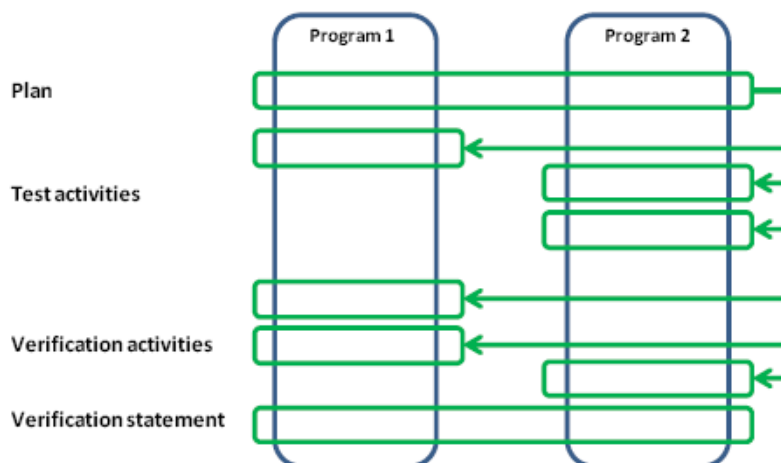 Program 1
Program 2
Plan
Test activities
Verification activities
Verification statement